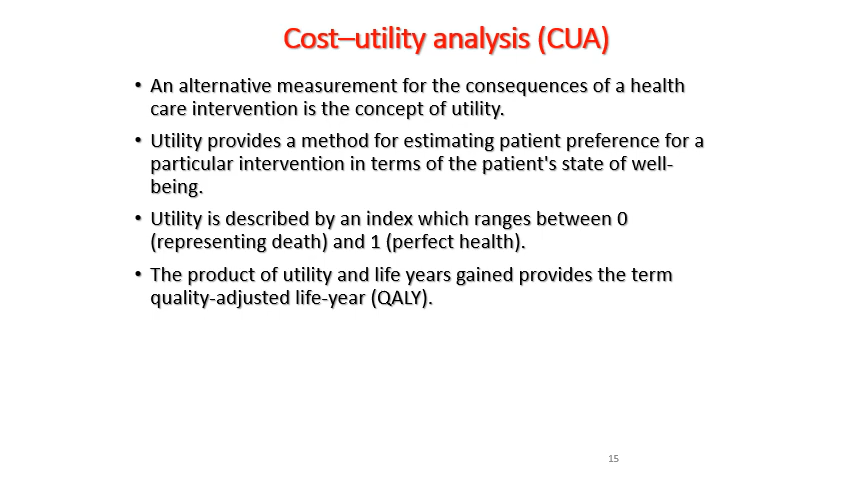 Cost–utility analysis (CUA)
• An alternative measurement for the consequences of a health
care intervention is the concept of utility.
• Utility provides a method for estimating patient preference for a
particular intervention in terms of the patient's state of well-
being.
• Utility is described by an index which ranges between 0
(representing death) and 1 (perfect health).
• The product of utility and life years gained provides the term
quality-adjusted life-year (QALY).
15